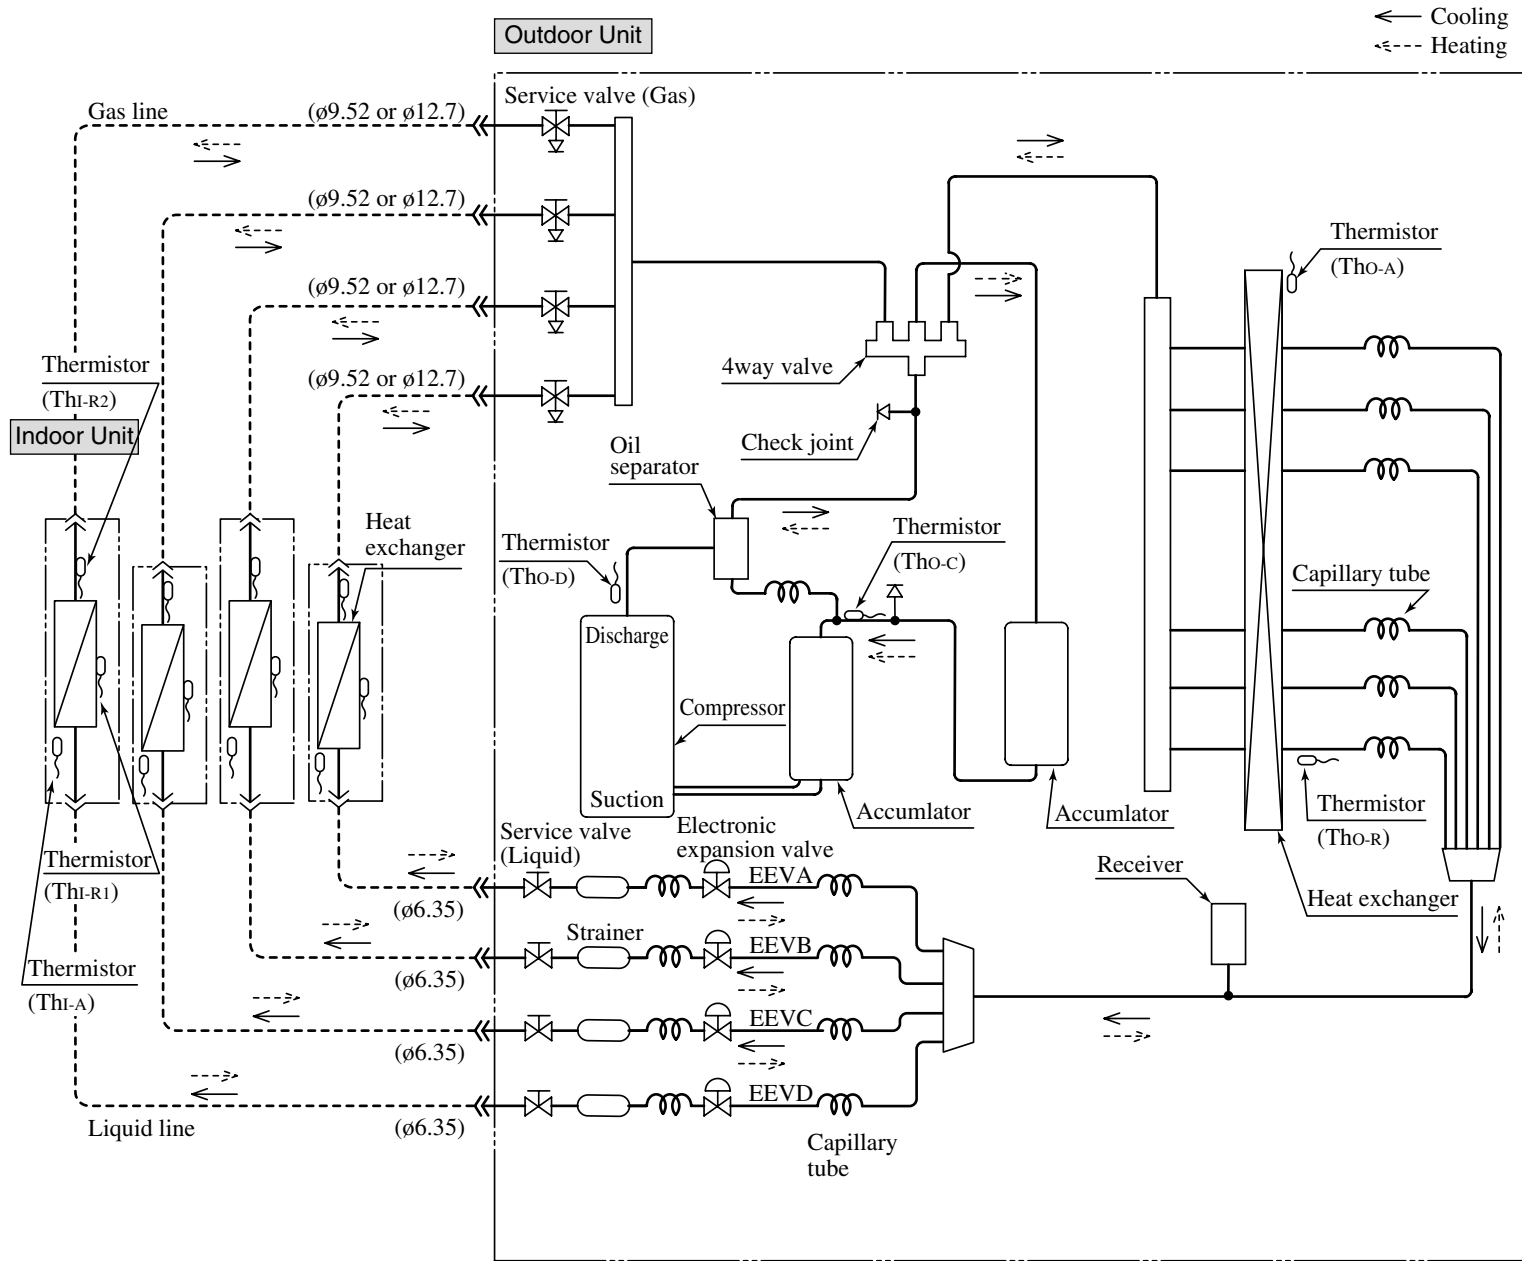 Cooling
Heating
Outdoor Unit
Service valve (Gas)
Gas line
(ø9.52 or ø12.7)
(ø9.52 or ø12.7)
(ø9.52 or ø12.7)
(ø9.52 or ø12.7)
Thermistor
(ThO-A)
Thermistor
(ThI-R2)
Indoor Unit
4way valve
Check joint
Oil
separator
Heat
exchanger
Thermistor
(ThO-D)
Thermistor
(ThO-C)
Capillary tube
Discharge
Compressor
Suction
Accumlator
Accumlator
Thermistor
(ThO-R)
Heat exchanger
Receiver
Thermistor
(ThI-R1)
Thermistor
(ThI-A)
Service valve
(Liquid)
Electronic
expansion valve
EEVA
(ø6.35)
Strainer
EEVB
(ø6.35)
EEVC
(ø6.35)
EEVD
(ø6.35)
Liquid line
Capillary
tube